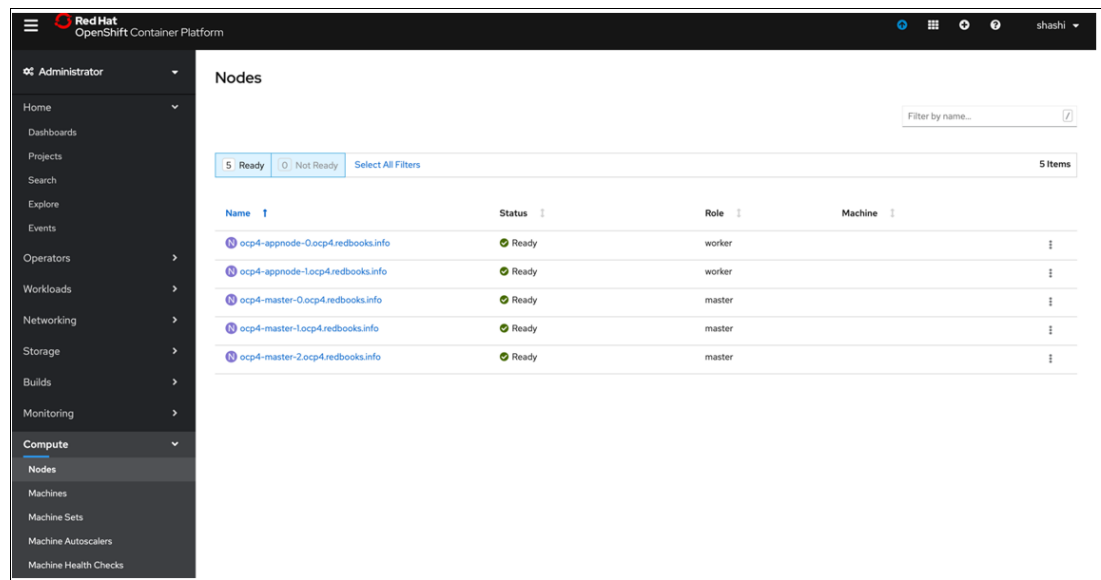 Red Hat
OpenShift Container Platform
shashi
Administrator
Home
Dashboards
Projects
Search
Explore
Events
Operators
Workloads
Networking
Storage
Builds
Monitoring
Compute
Nodes
Machines
Machine Sets
Machine Autoscalers
Machine Health Checks
Nodes
Filter by name... /
5 Ready 0 Not Ready Select All Filters 5 Items
Name Status Role Machine
N ocp4-appnode-0.ocp4.redbooks.info Ready worker
N ocp4-appnode-1.ocp4.redbooks.info Ready worker
N ocp4-master-0.ocp4.redbooks.info Ready master
N ocp4-master-1.ocp4.redbooks.info Ready master
N ocp4-master-2.ocp4.redbooks.info Ready master